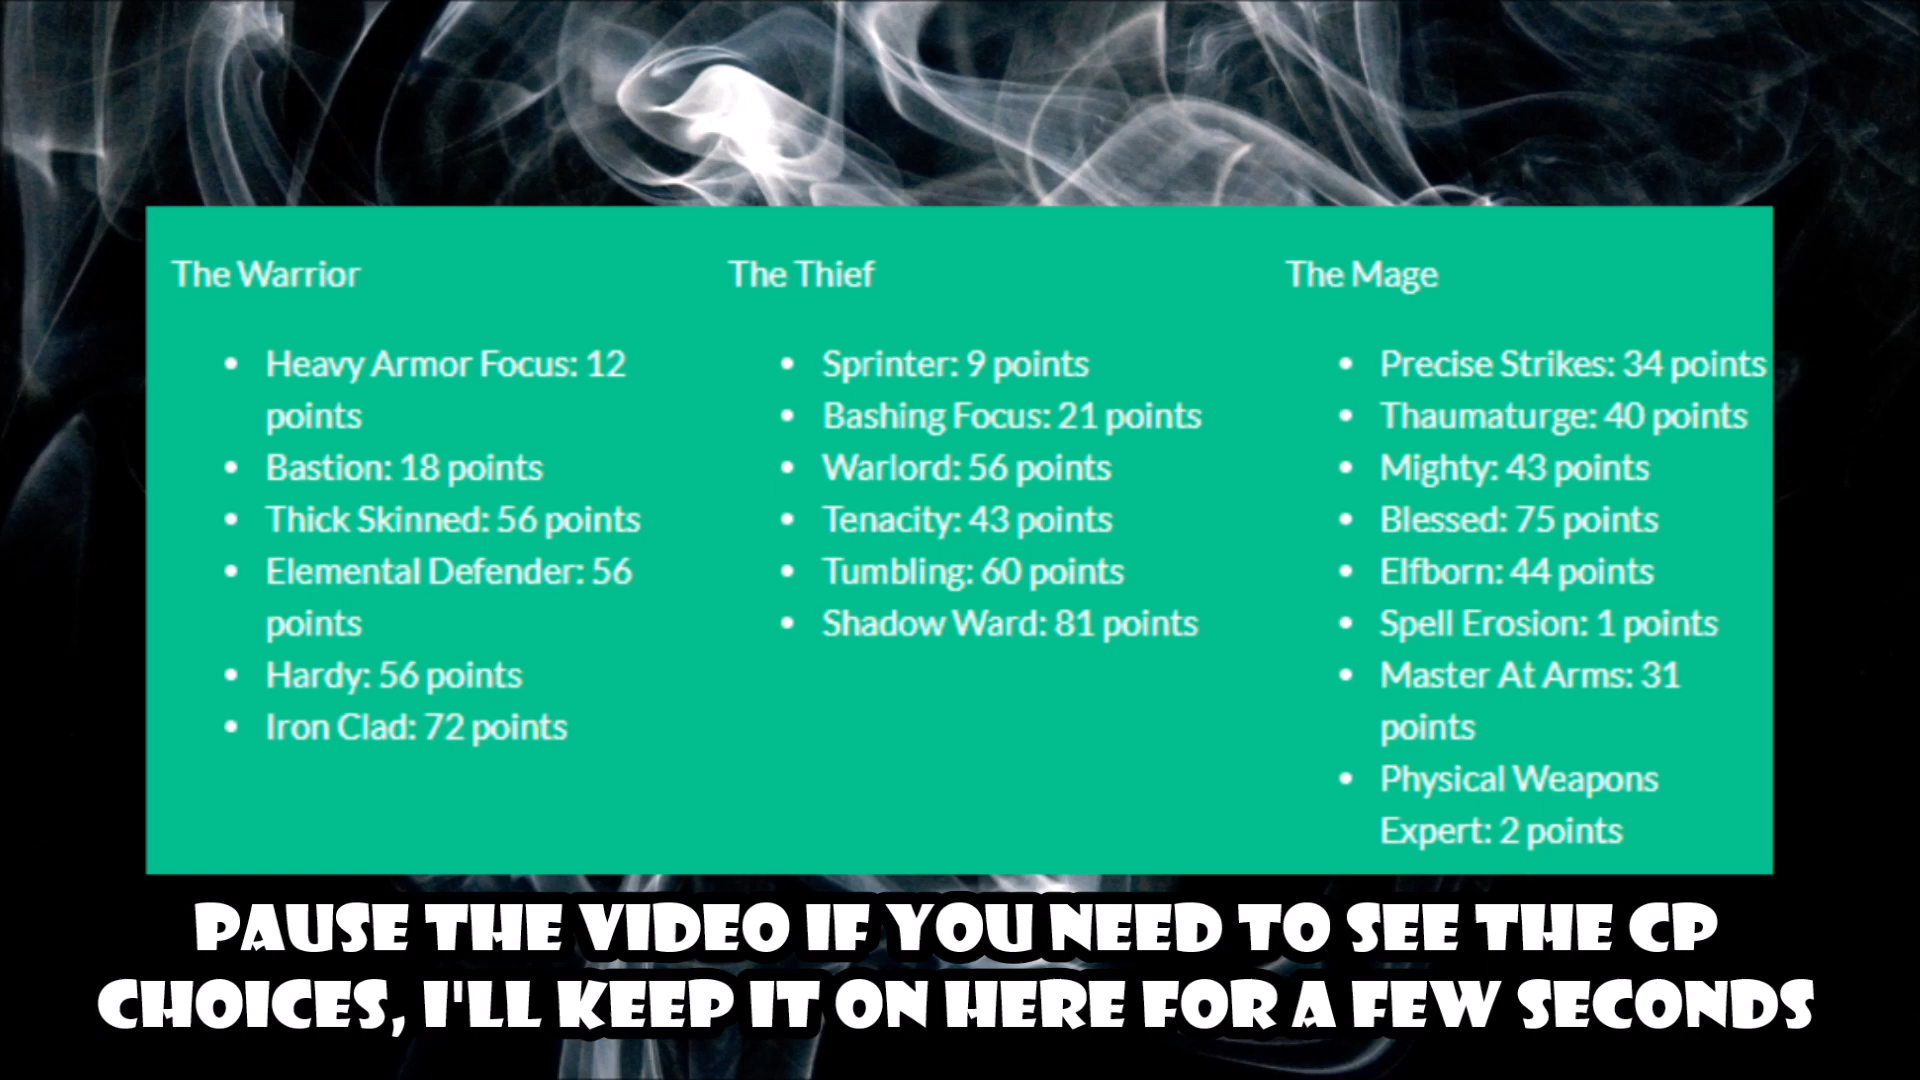 The Warrior
• Heavy Armor Focus: 12
points
• Bastion: 18 points
• Thick Skinned: 56 points
• Elemental Defender: 56
points
• Hardy: 56 points
• Iron Clad: 72 points
The Thief
• Sprinter: 9 points
• Bashing Focus: 21 points
• Warlord: 56 points
• Tenacity: 43 points
• Tumbling: 60 points
• Shadow Ward: 81 points
The Mage
• Precise Strikes: 34 points
• Thaumaturge: 40 points
• Mighty: 43 points
• Blessed: 75 points
• Elfborn: 44 points
• Spell Erosion: 1 points
• Master At Arms: 31
points
• Physical Weapons
Expert: 2 points
PAUSE THE VIDEO IF YOU NEED TO SEE THE CP
CHOICES, I'LL KEEP IT ON HERE FOR A FEW SECONDS